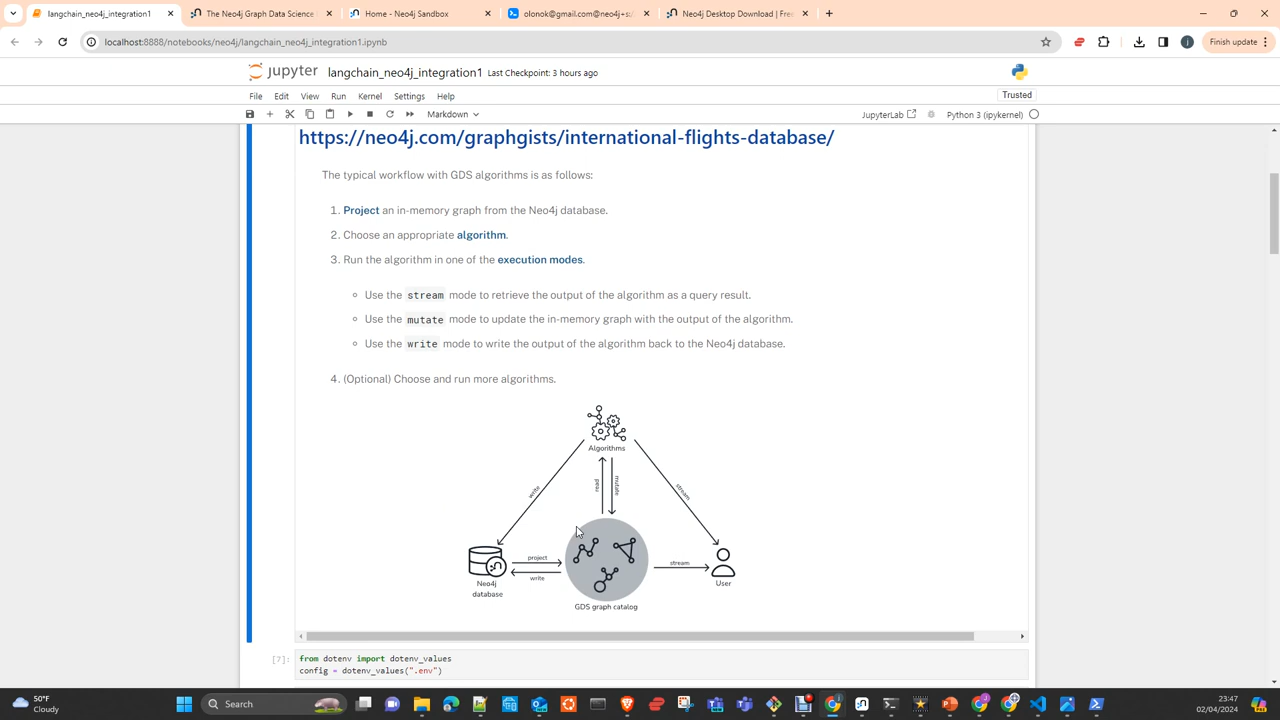 langchain_neo4j_integration1
The Neo4j Graph Data Science
Home - Neo4j Sandbox
olonok@gmail.com@neo4j+s:/
Neo4j Desktop Download | Free
localhost:8888/notebooks/neo4j/langchain_neo4j_integration1.ipynb
Finish update
jupyter langchain_neo4j_integration1 Last Checkpoint: 3 hours ago
File Edit View Run Kernel Settings Help
Trusted
Markdown
JupyterLab
Python 3 (ipykernel)
https://neo4j.com/graphgists/international-flights-database/
The typical workflow with GDS algorithms is as follows:
1. Project an in-memory graph from the Neo4j database.
2. Choose an appropriate algorithm.
3. Run the algorithm in one of the execution modes.
Use the stream mode to retrieve the output of the algorithm as a query result.
Use the mutate mode to update the in-memory graph with the output of the algorithm.
Use the write mode to write the output of the algorithm back to the Neo4j database.
4. (Optional) Choose and run more algorithms.
Algorithms
write
read
mutate
stream
project
write
stream
Neo4j
database
User
GDS graph catalog
[7]:
from dotenv import dotenv_values
config = dotenv_values(".env")
50°F
Cloudy
Search
23:47
02/04/2024